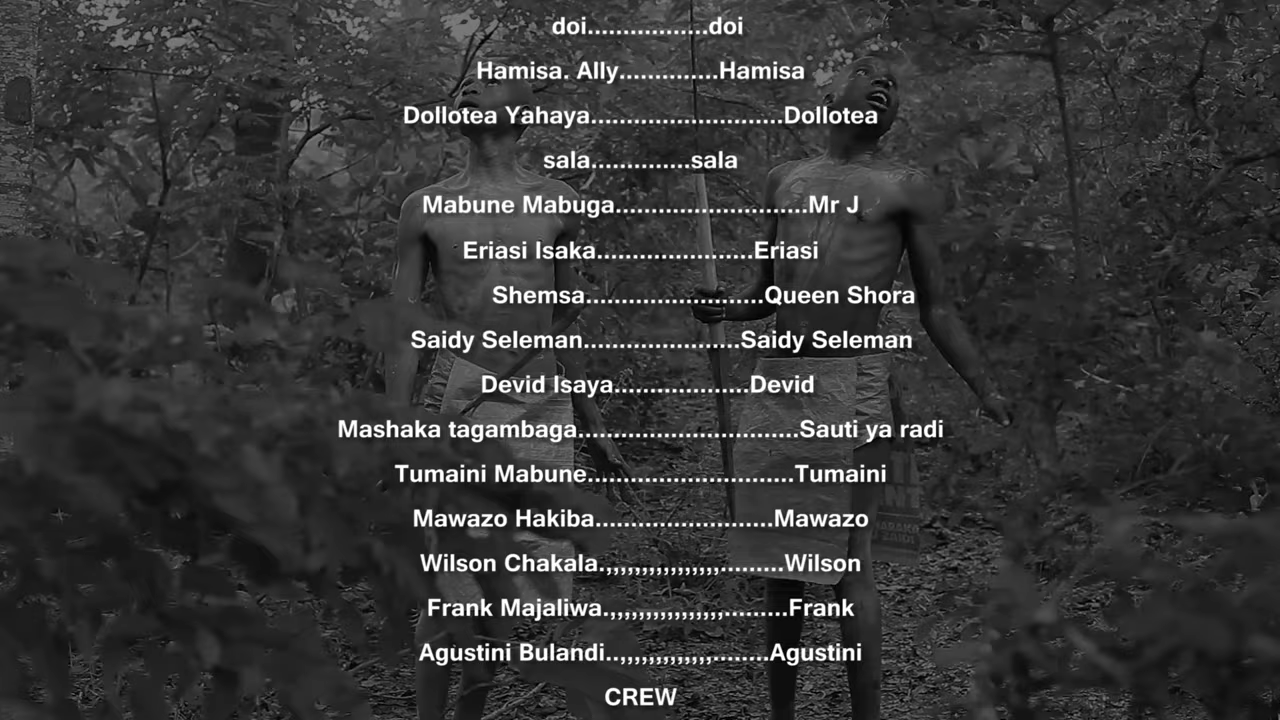 doi.................doi
Hamisa. Ally..............Hamisa
Dollotea Yahaya...........................Dollotea
sala..............sala
Mabune Mabuga...........................Mr J
Eriasi Isaka......................Eriasi
Shemsa.........................Queen Shora
Saidy Seleman......................Saidy Seleman
Devid Isaya...................Devid
Mashaka tagambaga...............................Sauti ya radi
Tumaini Mabune.............................Tumaini
Mawazo Hakiba.........................Mawazo
Wilson Chakala.,,,,,,,,,,,,,,,,,.........Wilson
Frank Majaliwa.,,,,,,,,,,,,,,,,,.........Frank
Agustini Bulandi..,,,,,,,,,,,,,........Agustini
CREW